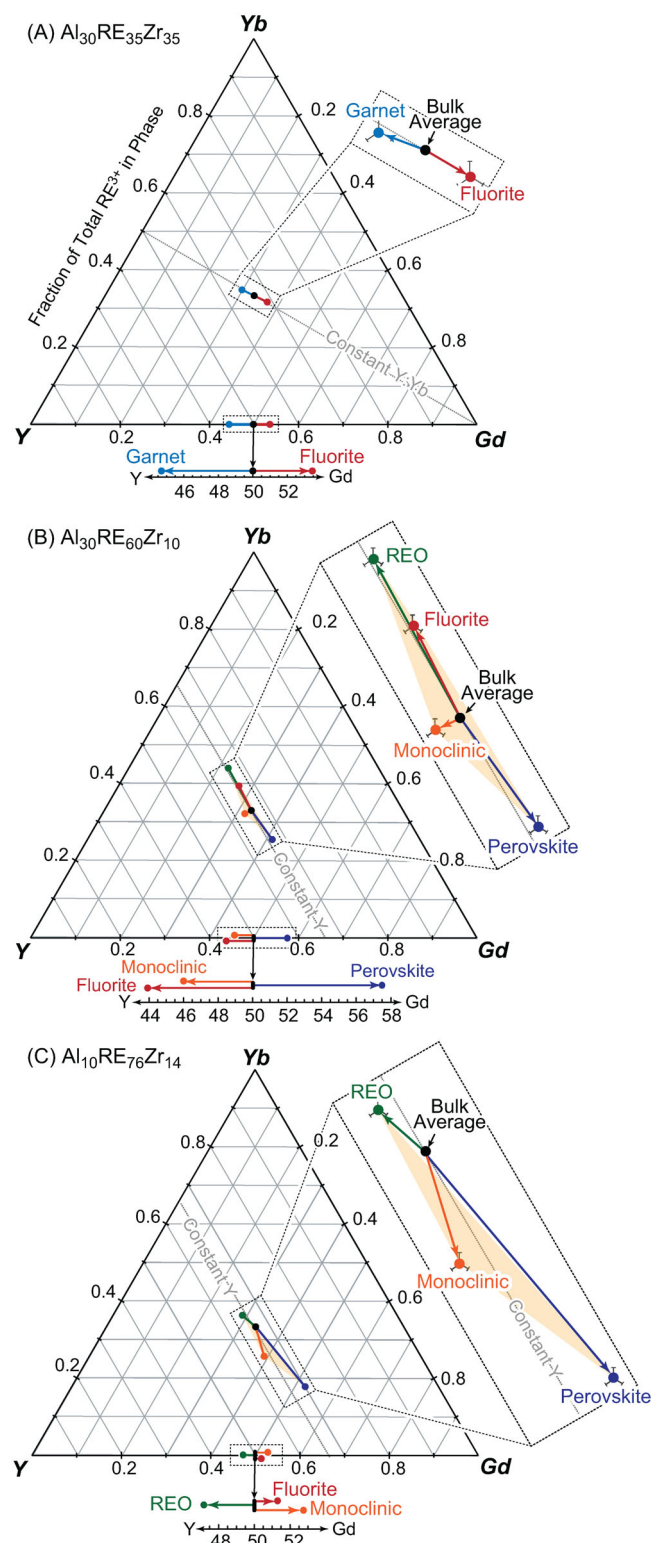 (A) Al30RE35Zr35
Yb
0.8
0.2
Garnet
Bulk
Average
Fluorite
Fraction of Total RE3+ in Phase
0.6
0.4
0.4
0.6
Constant Y:Yb
0.2
0.8
Y
0.2
0.4
0.6
0.8
Gd
Garnet
Fluorite
Y
Gd
46 48 50 52
(B) Al30RE60Zr10
Yb
REO
0.8
0.2
Fluorite
Bulk
Average
0.6
0.4
Monoclinic
0.4
0.6
Perovskite
0.2
0.8
Constant-Y
Y
0.2
0.4
0.6
0.8
Gd
Monoclinic
Perovskite
Fluorite
Y
Gd
44 46 48 50 52 54 56 58
(C) Al10RE76Zr14
Yb
REO
Bulk
Average
0.8
0.2
Constant-Y
0.6
0.4
Monoclinic
Constant-Y
0.4
0.6
Perovskite
0.2
0.8
Y
0.2
0.4
0.6
0.8
Gd
Fluorite
REO
Monoclinic
Y
Gd
48 50 52